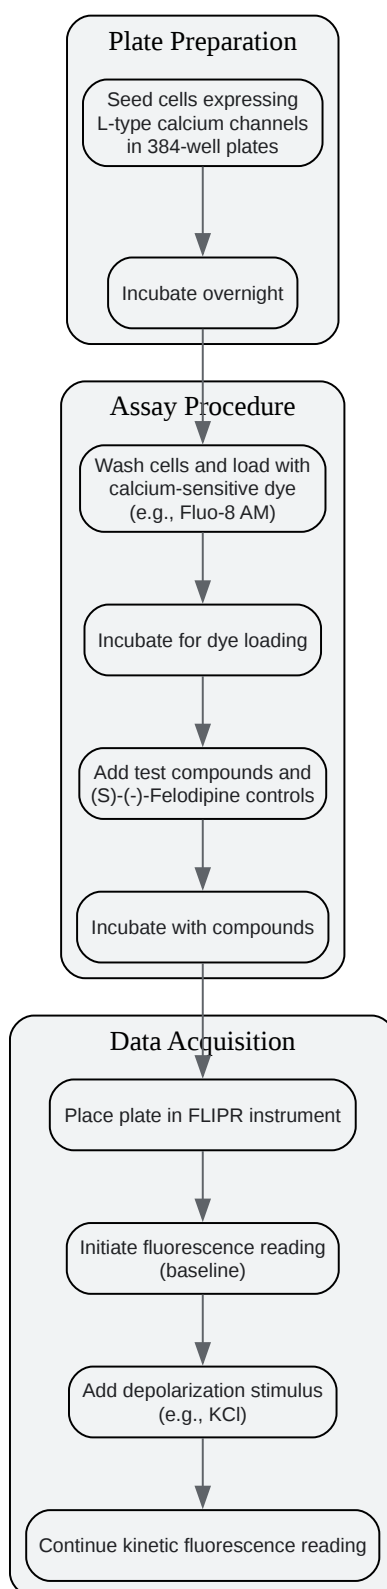 Plate Preparation
Seed cells expressing
L-type calcium channels
in 384-well plates
Incubate overnight
Assay Procedure
Wash cells and load with
calcium-sensitive dye
(e.g., Fluo-8 AM)
Incubate for dye loading
Add test compounds and
(S)-(-)-Felodipine controls
Incubate with compounds
Data Acquisition
Place plate in FLIPR instrument
Initiate fluorescence reading
(baseline)
Add depolarization stimulus
(e.g., KCl)
Continue kinetic fluorescence reading